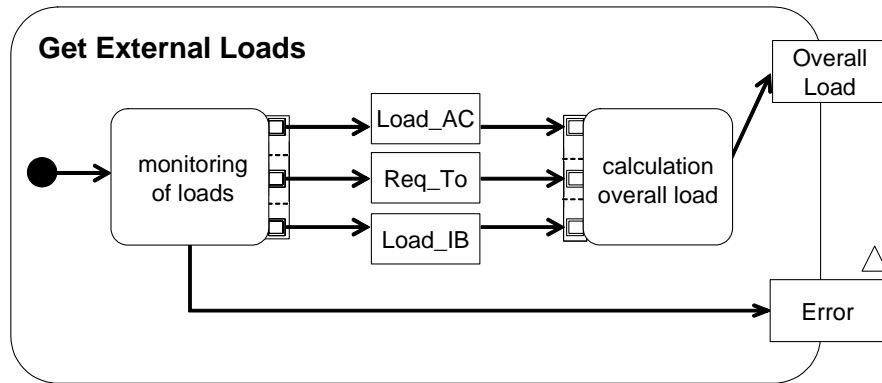 Get External Loads
Overall
Load
Load_AC
monitoring
of loads
Req_To
calculation
overall load
Load_IB
Error